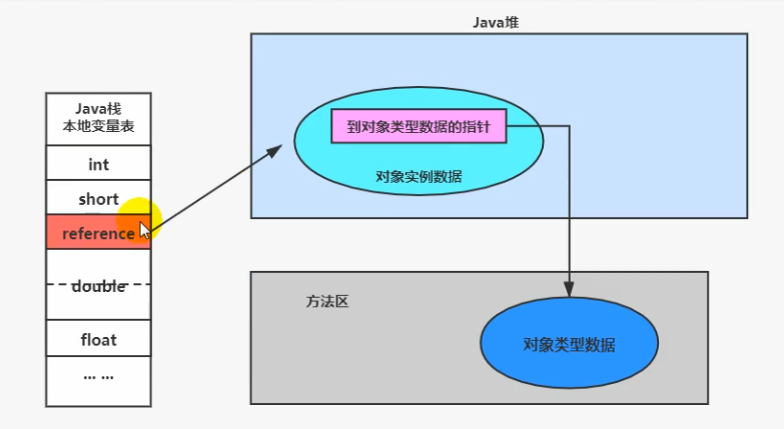 Java堆
Java栈
本地变量表
int
short
reference
double
float
... ...
到对象类型数据的指针
对象实例数据
方法区
对象类型数据